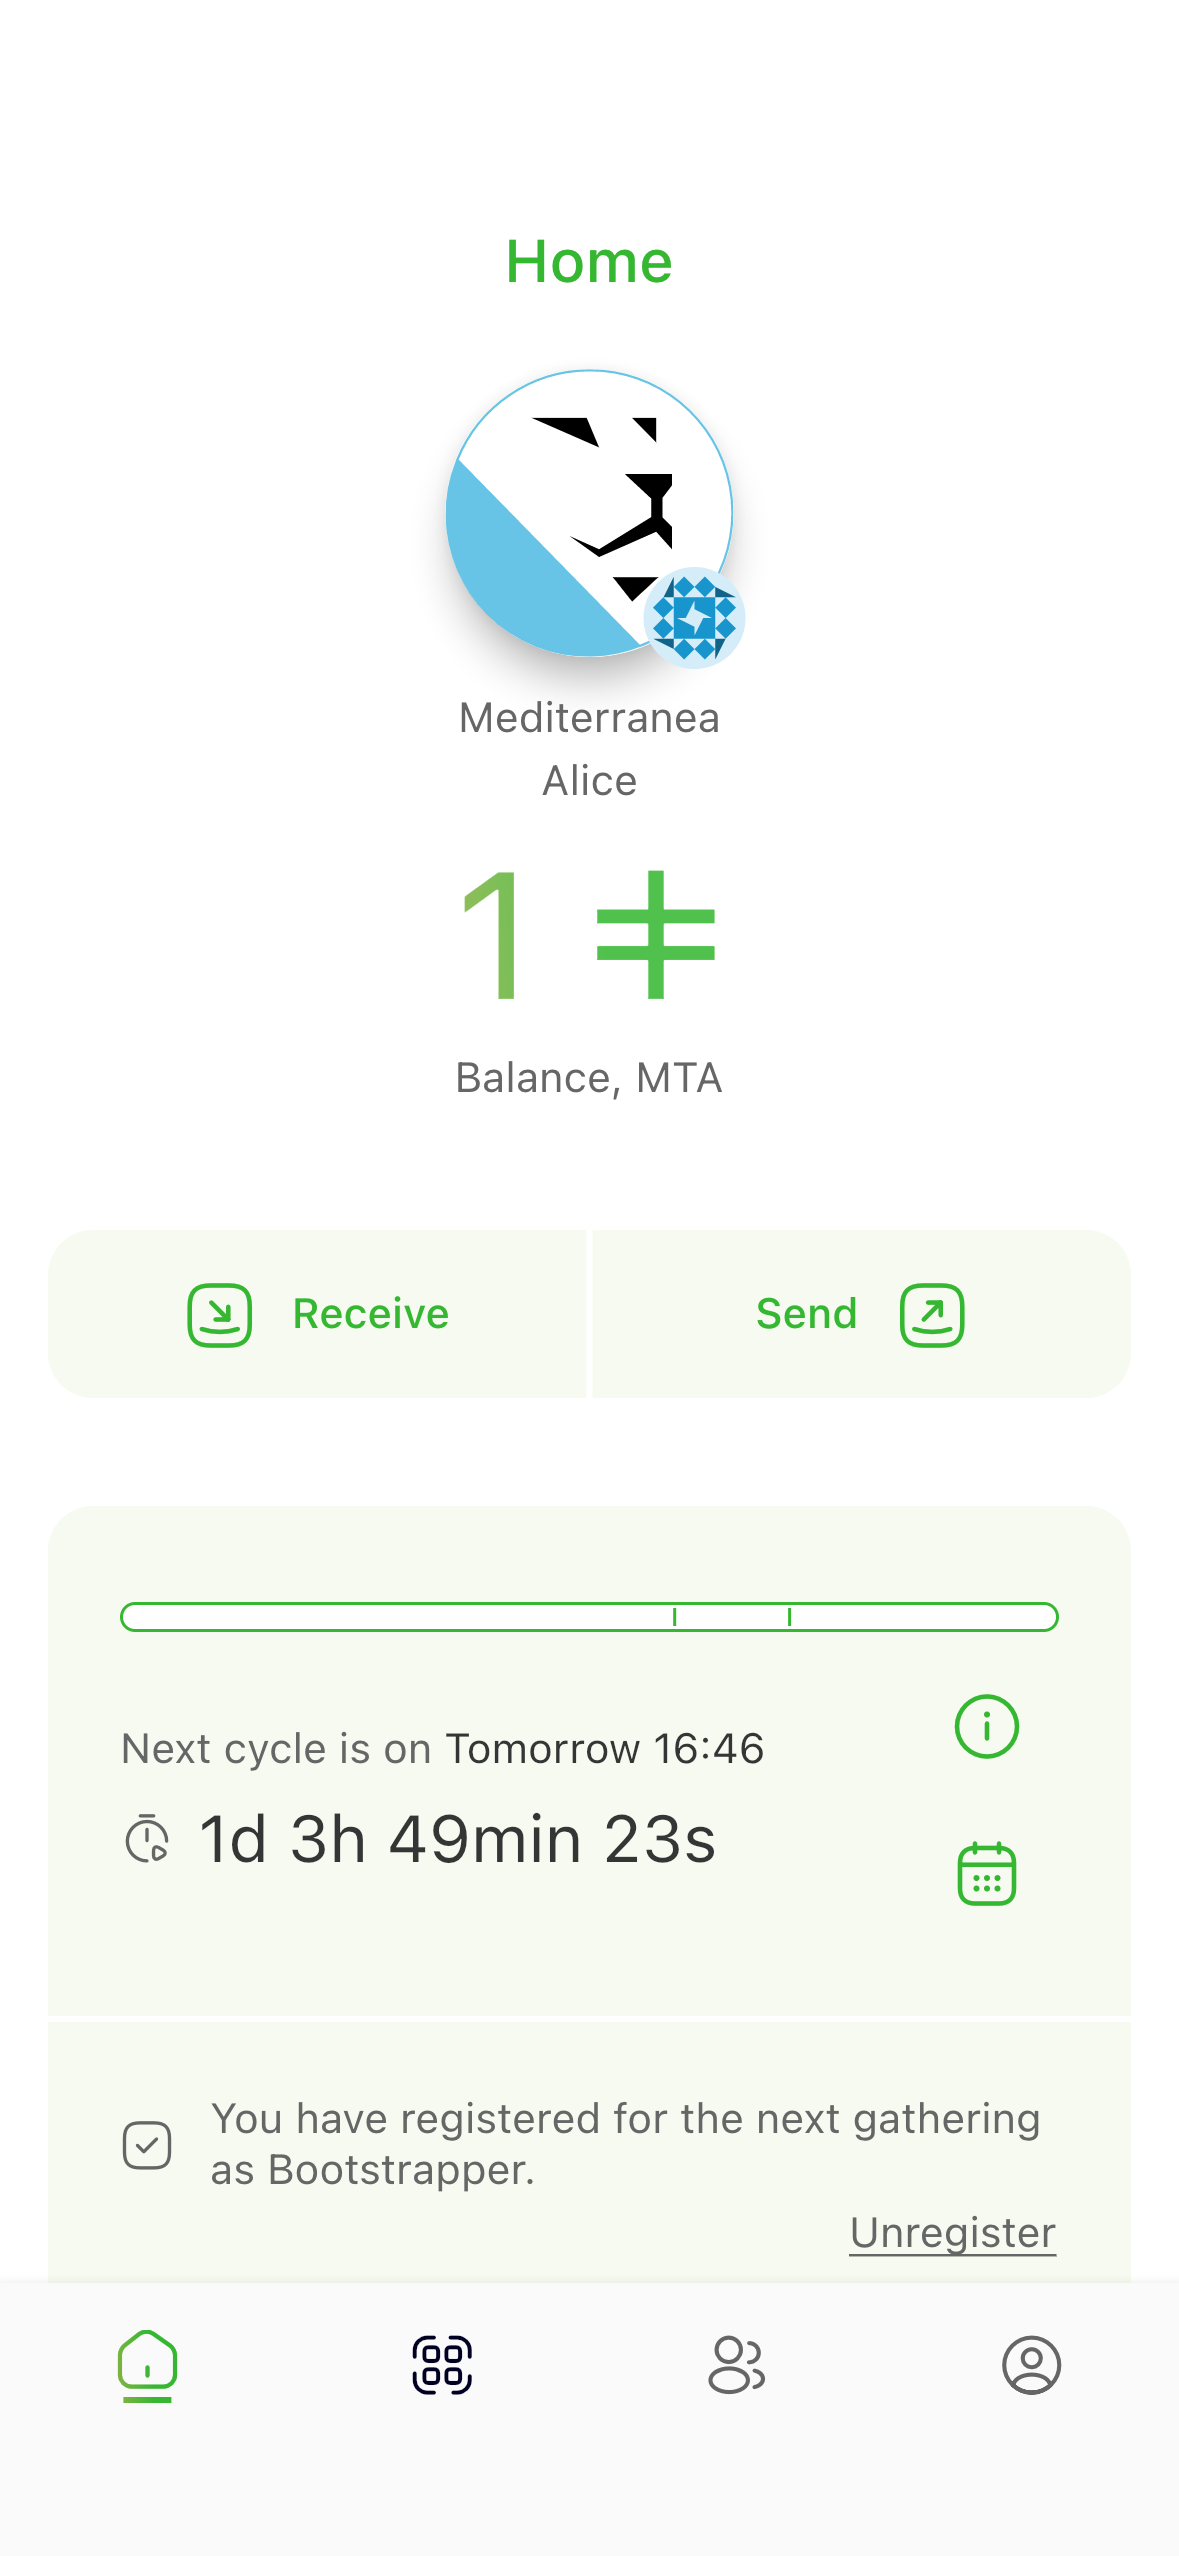 Home
Mediterranea
Alice
1 ⵐ
Balance, MTA
Receive
Send
Next cycle is on Tomorrow 16:46
1d 3h 49min 23s
You have registered for the next gathering
as Bootstrapper.
Unregister